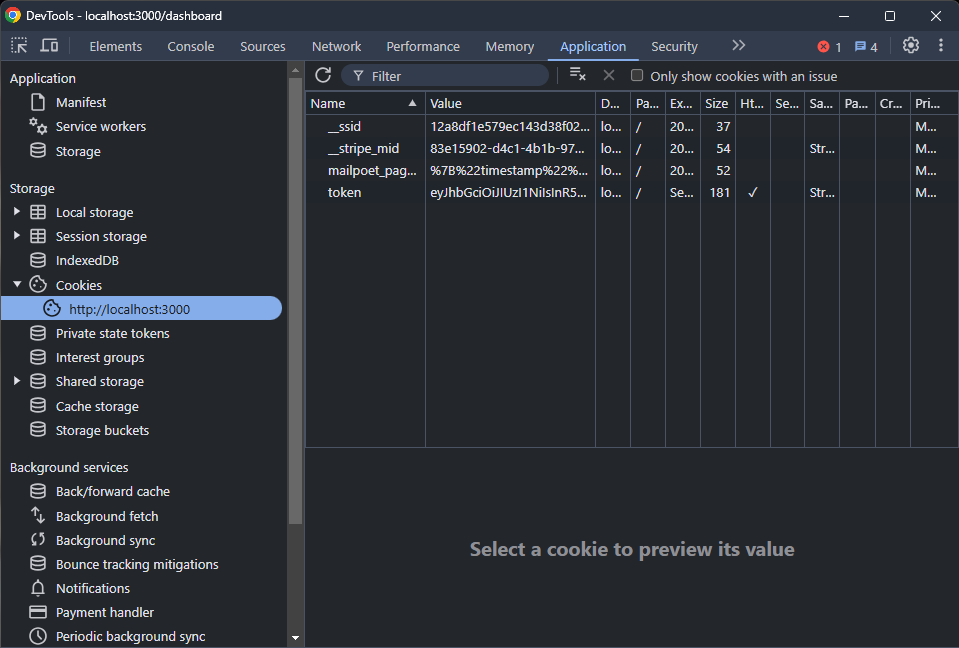 DevTools - localhost:3000/dashboard
Elements Console Sources Network Performance Memory Application Security 1 4
Application
Manifest
Service workers
Storage
Storage
Local storage
Session storage
IndexedDB
Cookies
http://localhost:3000
Private state tokens
Interest groups
Shared storage
Cache storage
Storage buckets
Background services
Back/forward cache
Background fetch
Background sync
Bounce tracking mitigations
Notifications
Payment handler
Periodic background sync
Filter Only show cookies with an issue
Name Value D... Pa... Ex... Size Ht... Se... Sa... Pa... Cr... Pri...
__ssid 12a8df1e579ec143d38f02... lo... / 20... 37 M...
__stripe_mid 83e15902-d4c1-4b1b-97... lo... / 20... 54 Str... M...
mailpoet_pag... %7B%22timestamp%22%... lo... / 20... 52 M...
token eyJhbGciOiJIUzI1NiIsInR5... lo... / Se... 181 ✓ Str... M...
Select a cookie to preview its value